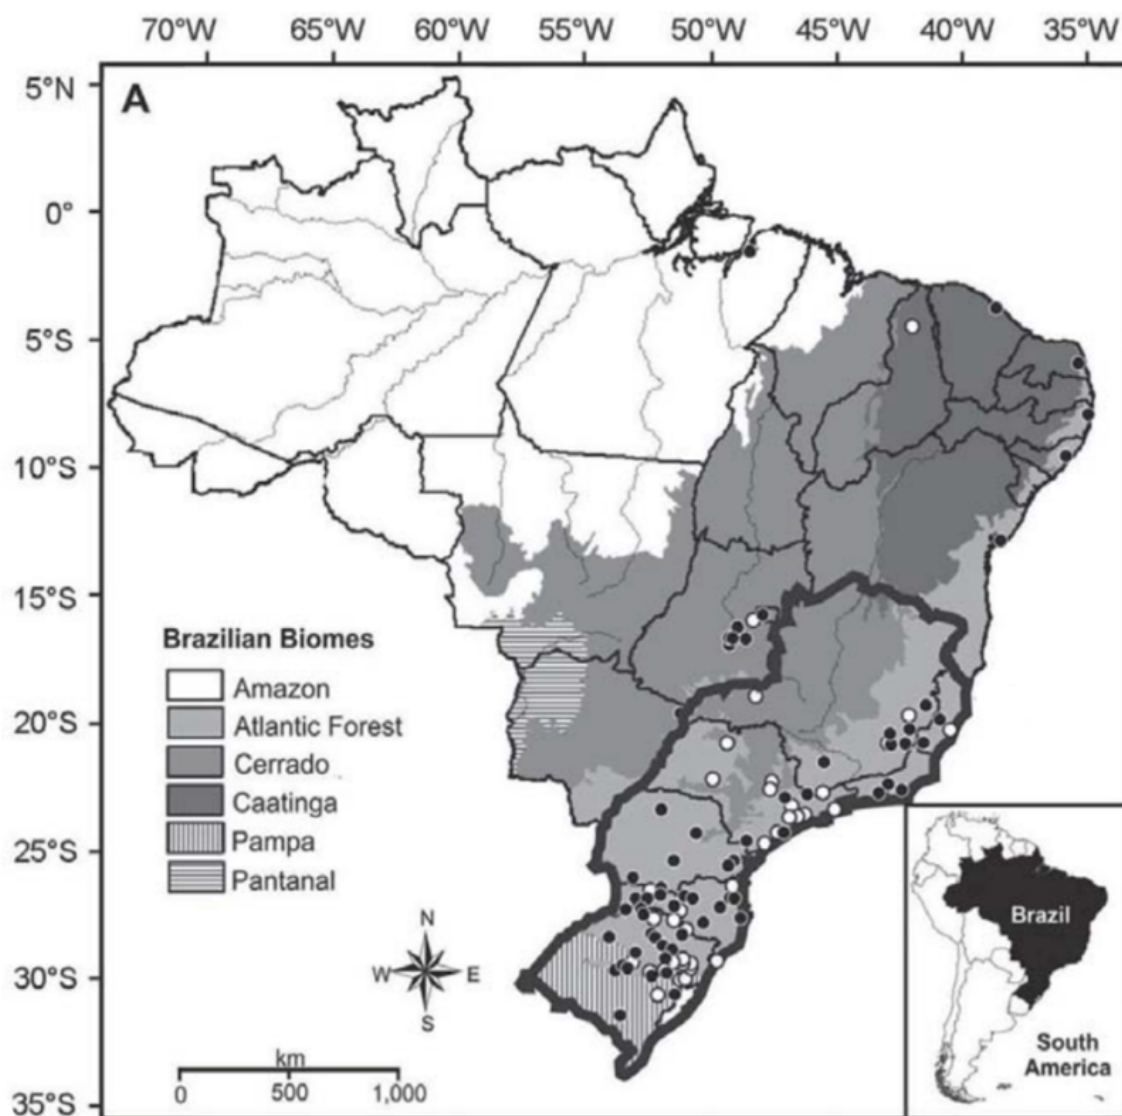 70°W 65°W 60°W 55°W 50°W 45°W 40°W 35°W
A
5°N
0°
5°S
10°S
15°S
20°S
25°S
30°S
35°S
Brazilian Biomes
Amazon
Atlantic Forest
Cerrado
Caatinga
Pampa
Pantanal
N
W E
S
km
0 500 1,000
Brazil
South
America